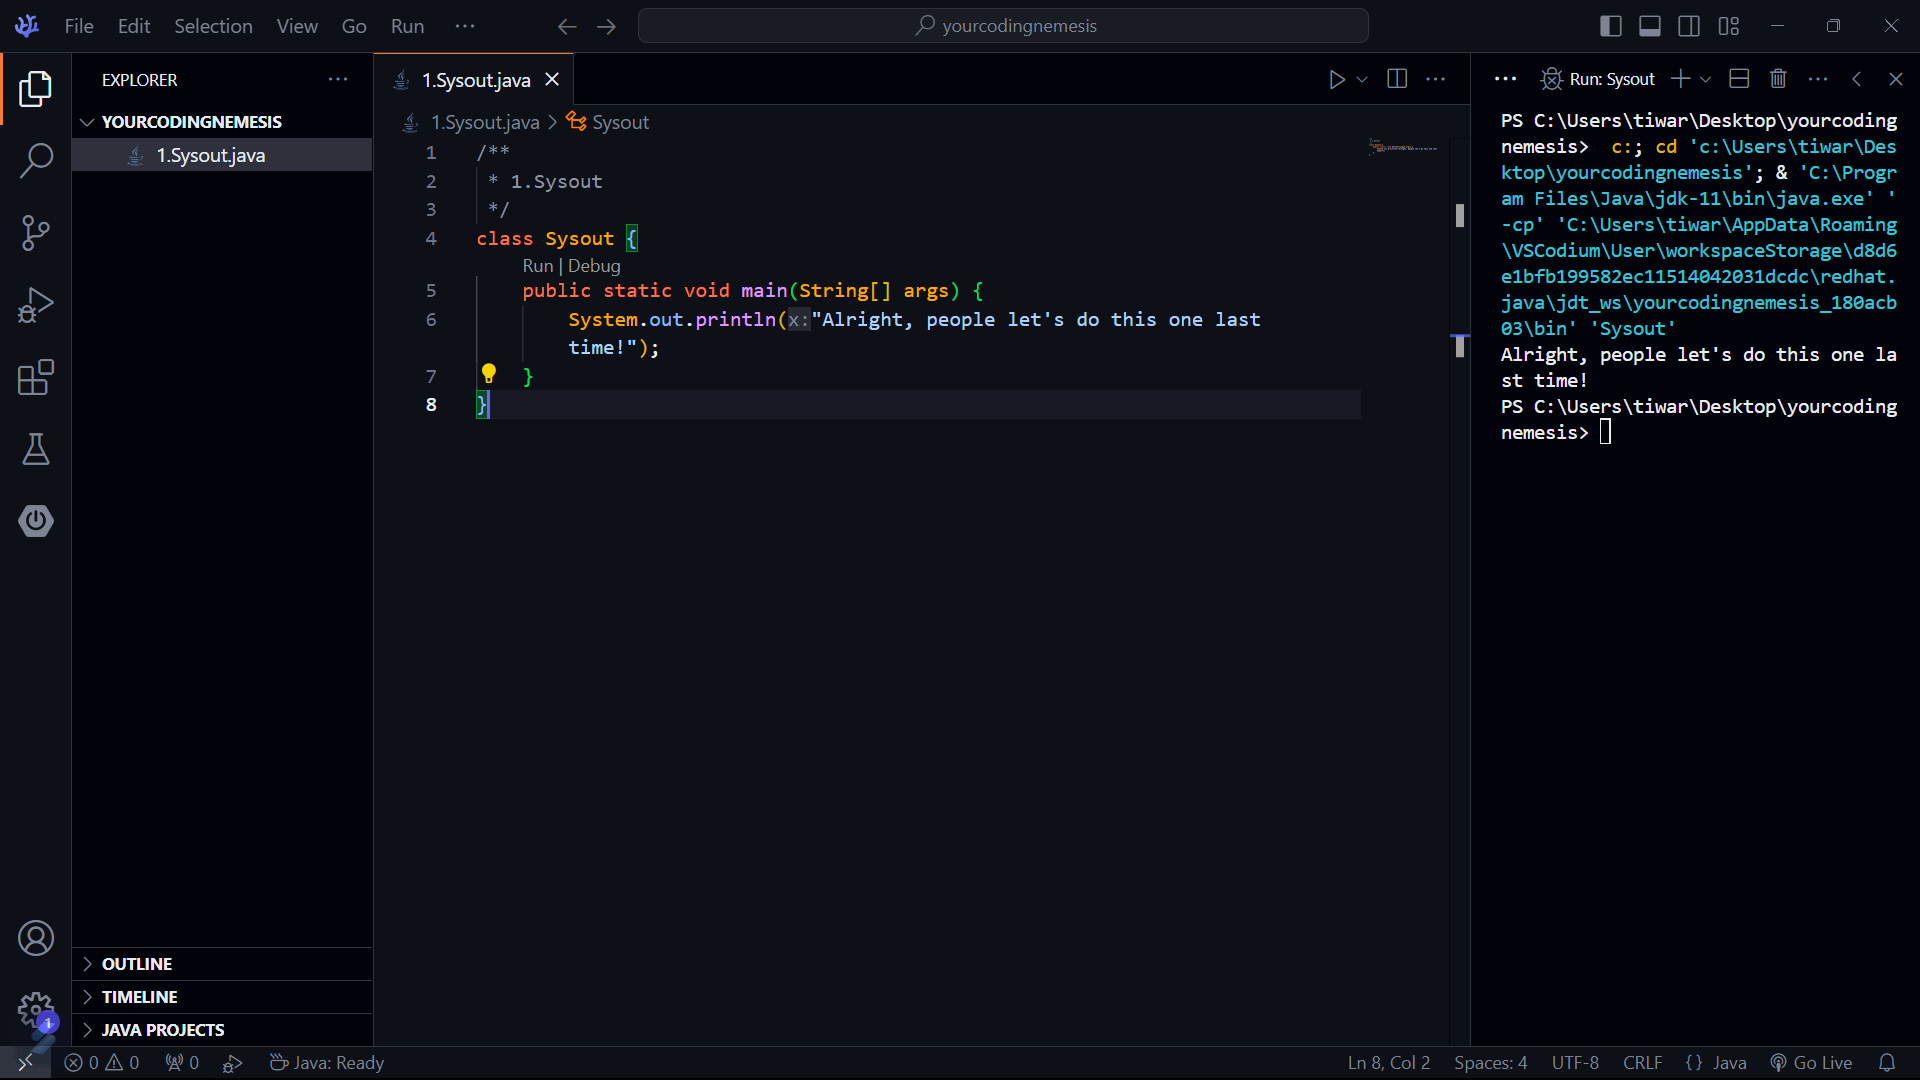 File Edit Selection View Go Run ··· yourcodingnemesis
EXPLORER
YOURCODINGNEMESIS
1.Sysout.java
OUTLINE
TIMELINE
JAVA PROJECTS
1.Sysout.java
1.Sysout.java > Sysout
1 /**
2 * 1.Sysout
3 */
4 class Sysout {
Run | Debug
5 public static void main(String[] args) {
6 System.out.println(x:"Alright, people let's do this one last
time!");
7 }
8 }
Run: Sysout
PS C:\Users\tiwar\Desktop\yourcoding
nemesis>  c:; cd 'c:\Users\tiwar\Des
ktop\yourcodingnemesis'; & 'C:\Progr
am Files\Java\jdk-11\bin\java.exe' '
-cp' 'C:\Users\tiwar\AppData\Roaming
\VSCodium\User\workspaceStorage\d8d6
e1bfb199582ec11514042031dcdc\redhat.
java\jdt_ws\yourcodingnemesis_180acb
03\bin' 'Sysout'
Alright, people let's do this one la
st time!
PS C:\Users\tiwar\Desktop\yourcoding
nemesis>
1
0 0 0 Java: Ready Ln 8, Col 2 Spaces: 4 UTF-8 CRLF {} Java Go Live